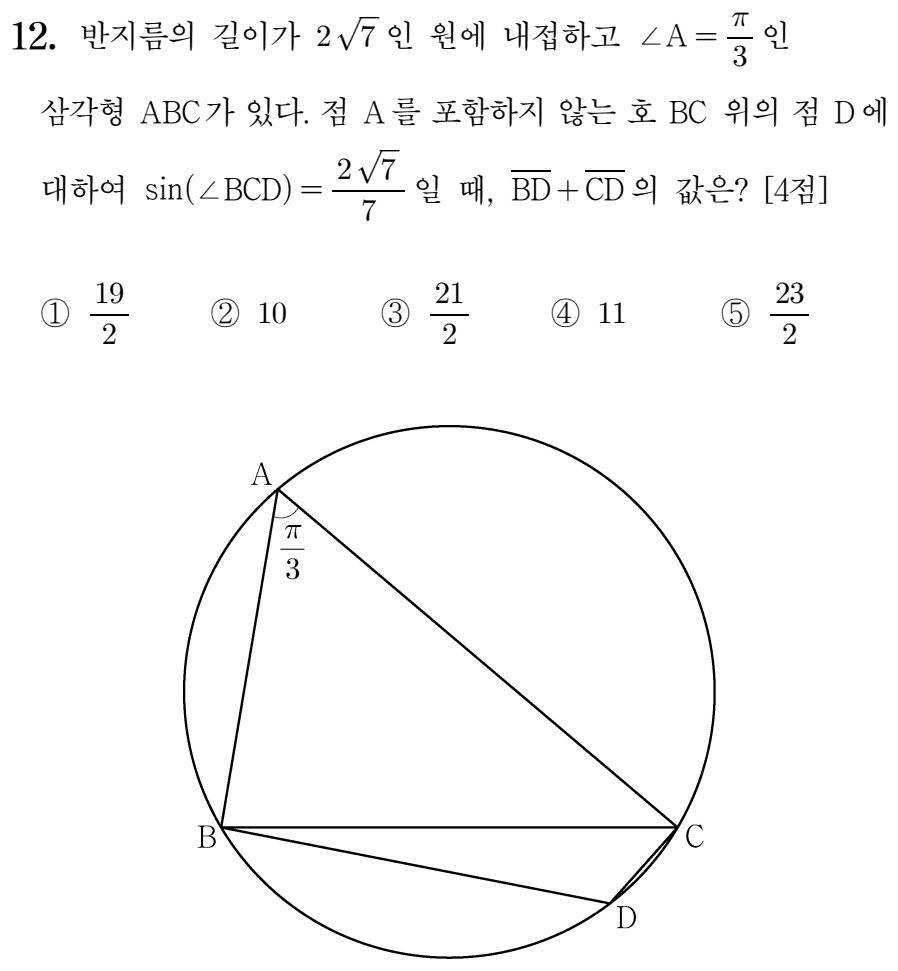 12. 반지름의 길이가 2√7 인 원에 내접하고 ∠A = π/3 인
삼각형 ABC가 있다. 점 A를 포함하지 않는 호 BC 위의 점 D에
대하여 sin(∠BCD) = 2√7/7 일 때, B̅D̅ + C̅D̅ 의 값은? [4점]
① 19/2 ② 10 ③ 21/2 ④ 11 ⑤ 23/2
A
π/3
B
C
D